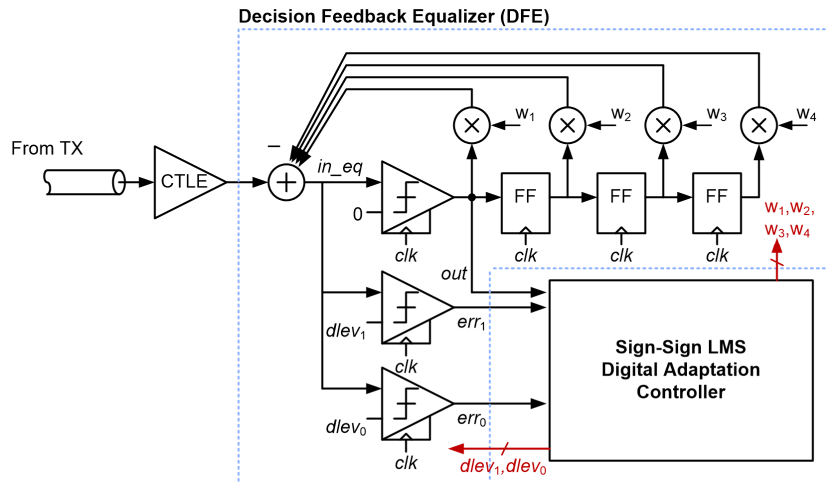 Decision Feedback Equalizer (DFE)
w1
w2
w3
w4
From TX
CTLE
−
+
in_eq
0
clk
FF
clk
FF
clk
FF
clk
w1,w2,
w3,w4
out
dlev1
clk
err1
dlev0
clk
err0
Sign-Sign LMS
Digital Adaptation
Controller
dlev1,dlev0